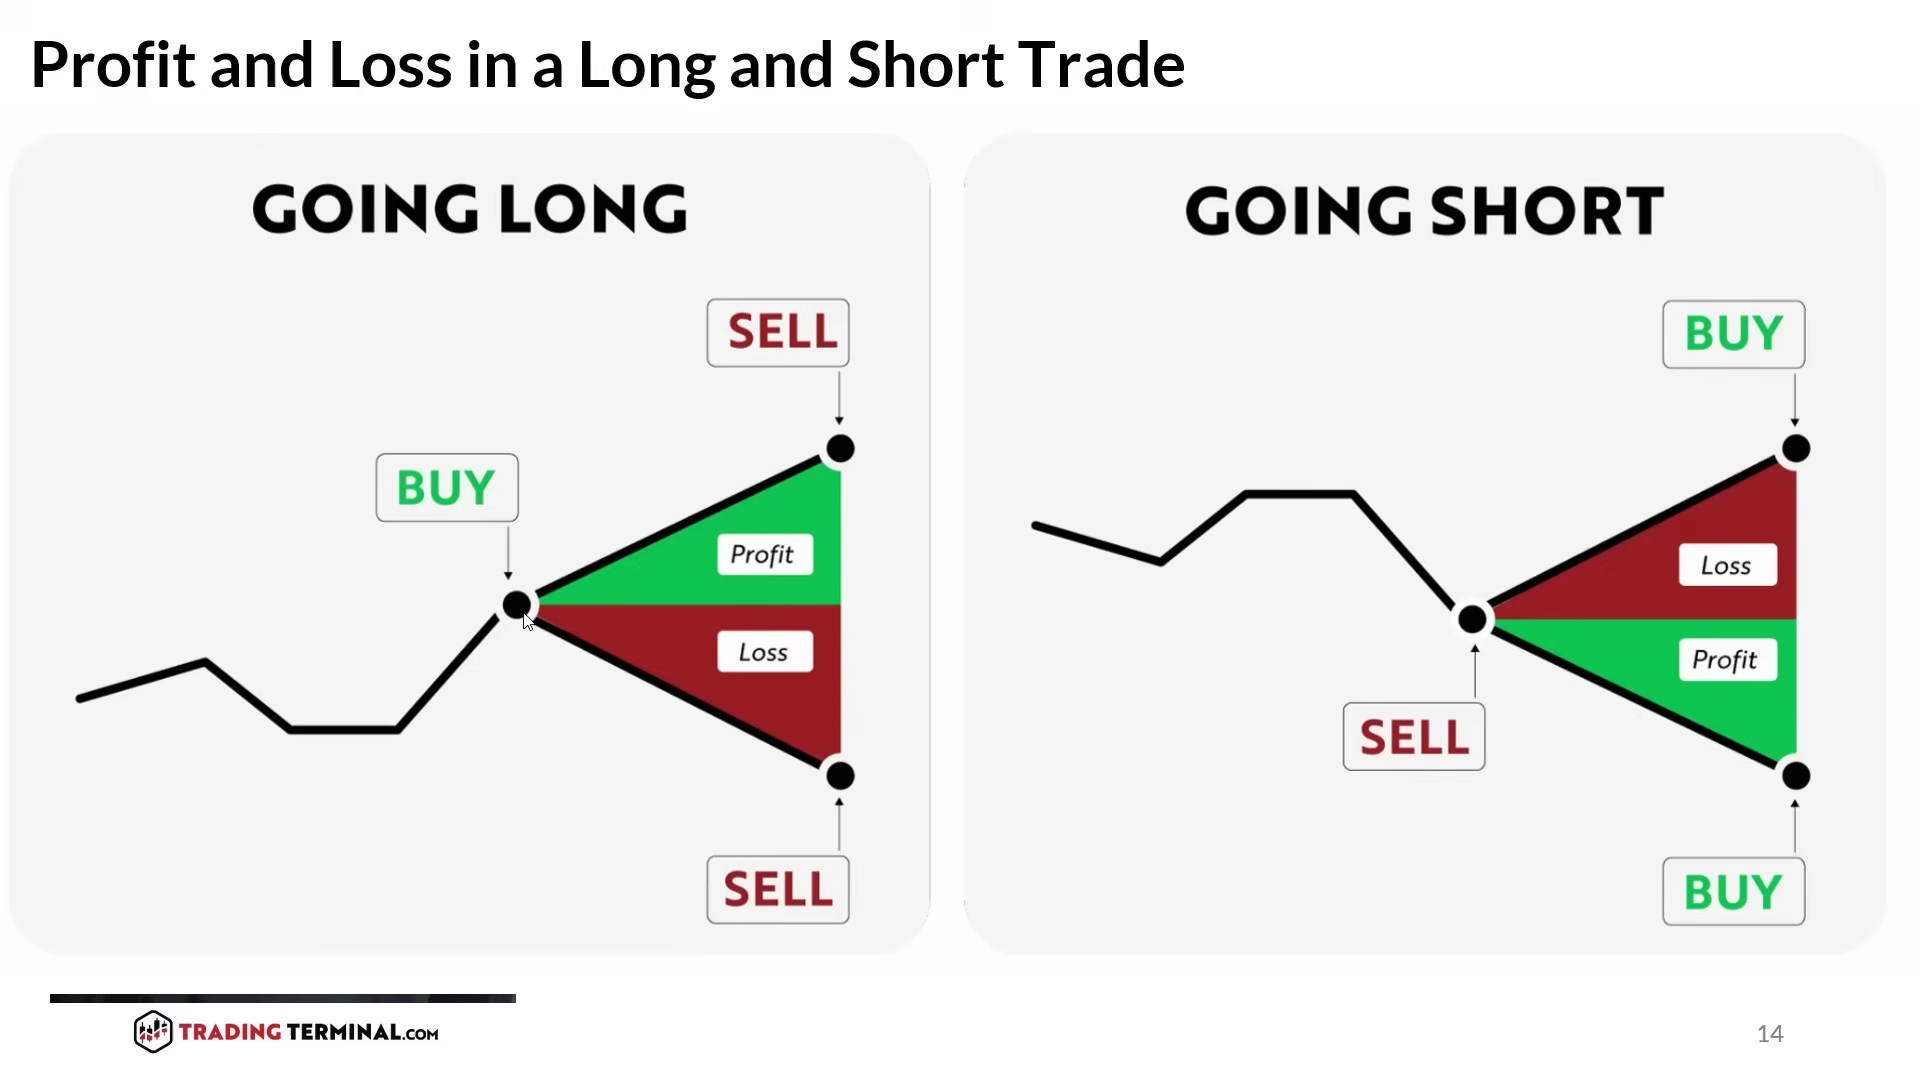 Profit and Loss in a Long and Short Trade
GOING LONG
SELL
BUY
Profit
Loss
SELL
GOING SHORT
BUY
Loss
Profit
SELL
BUY
TRADING TERMINAL.COM
14